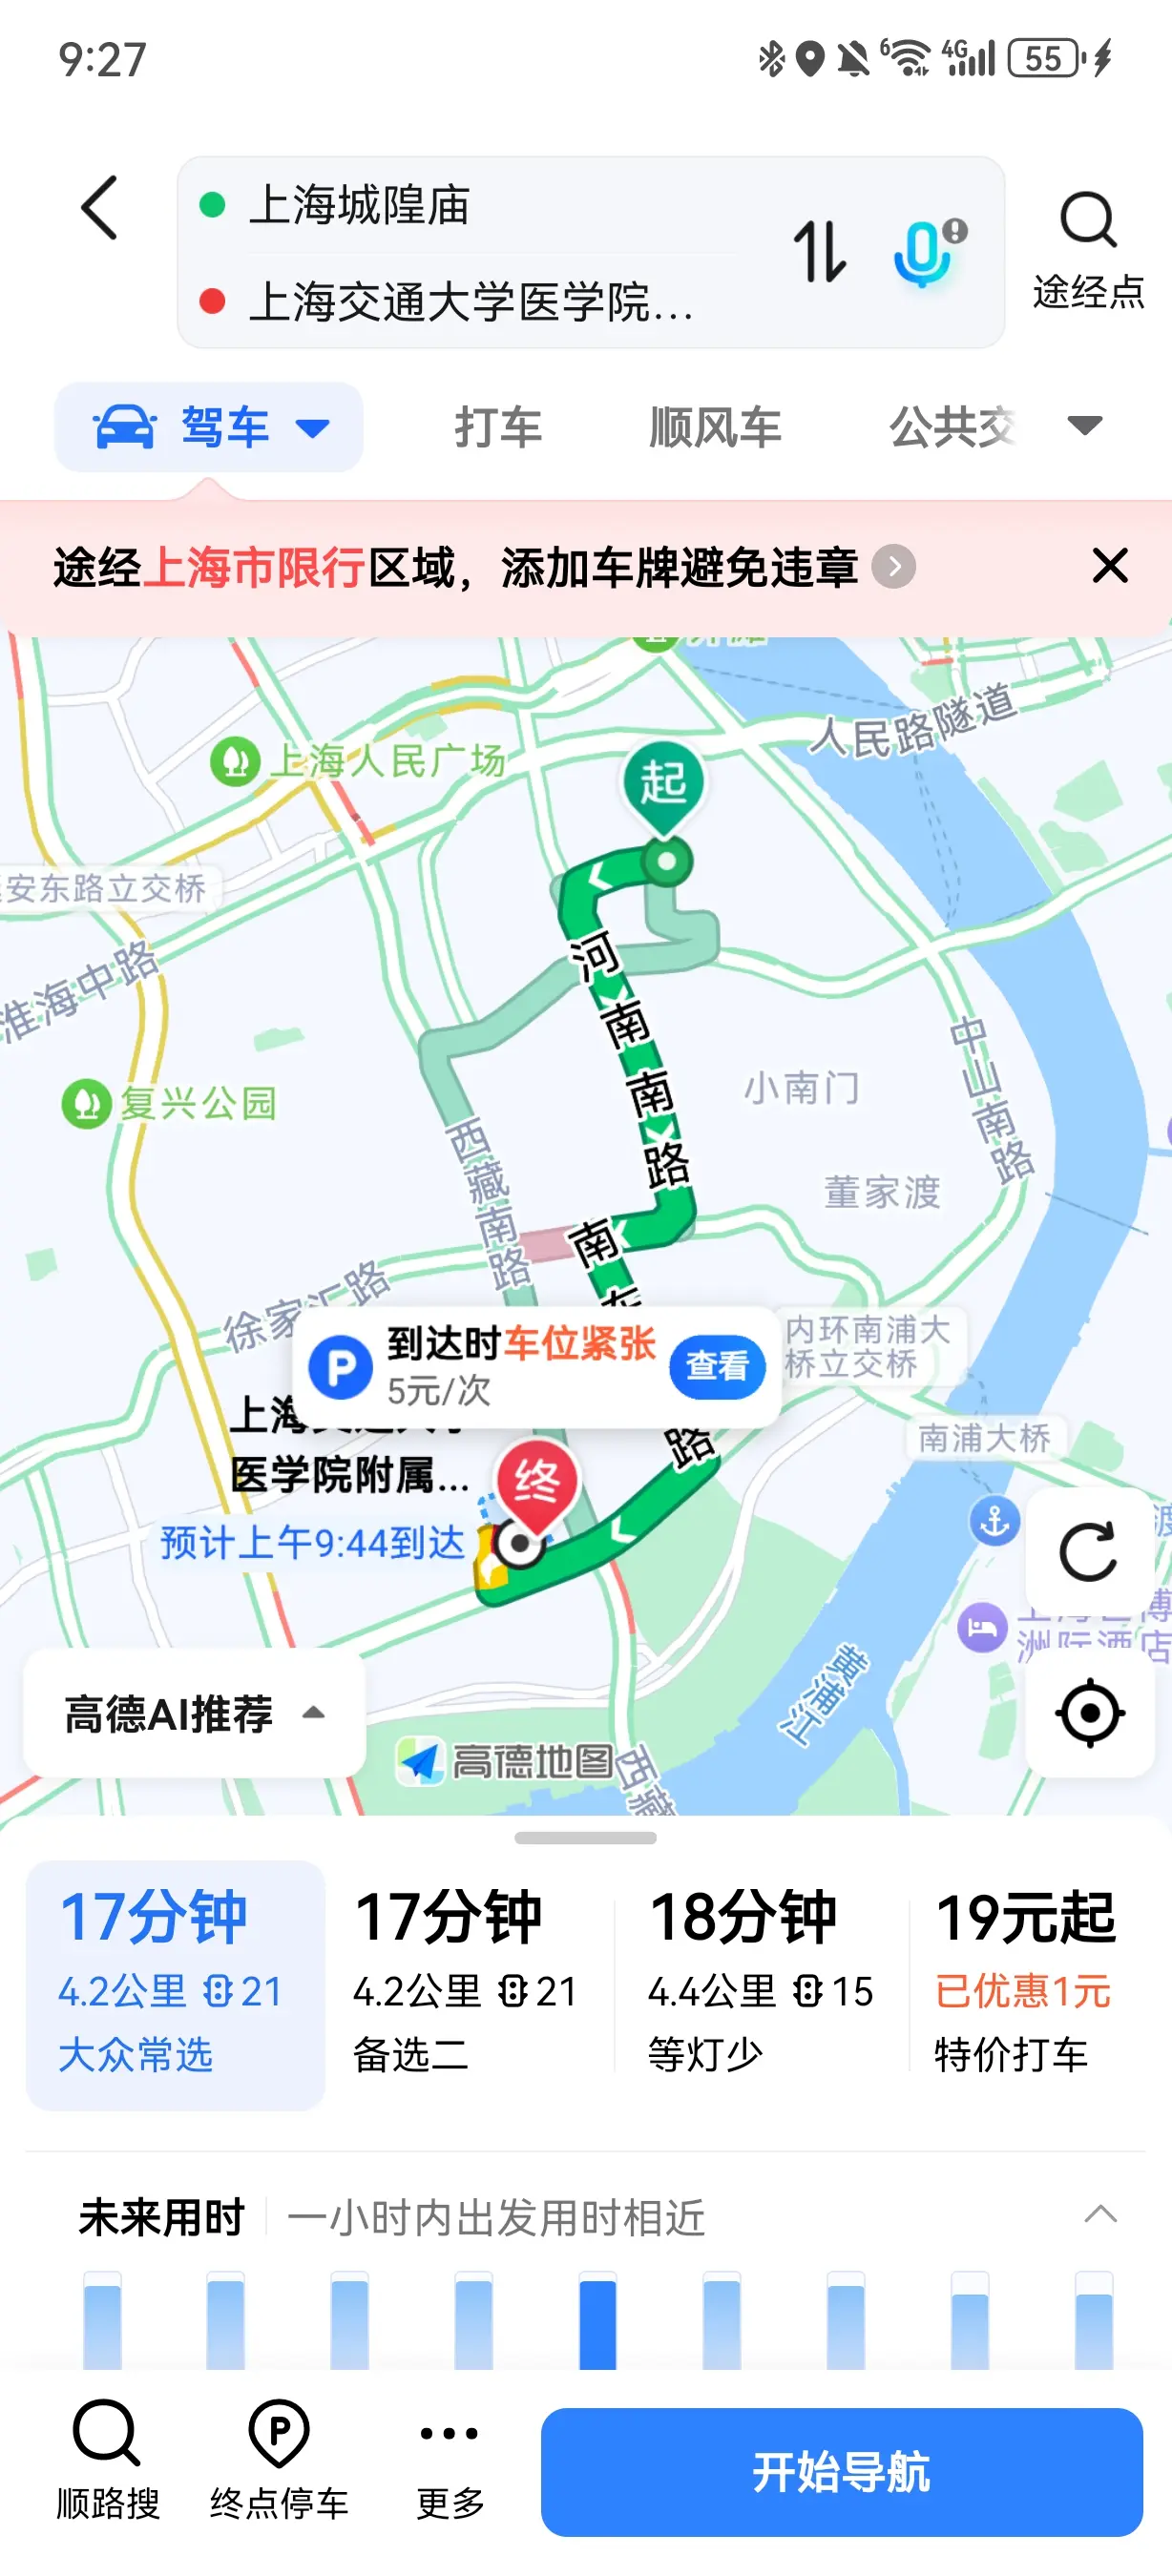 9:27
6
4G
55
上海城隍庙
上海交通大学医学院...
途经点
驾车
打车
顺风车
公共交
途经上海市限行区域，添加车牌避免违章
人民路隧道
上海人民广场
起
安东路立交桥
淮海中路
河南南路
中山南路
小南门
复兴公园
西藏南路
董家渡
南
徐家汇路
P
到达时车位紧张
5元/次
查看
内环南浦大
桥立交桥
路
南浦大桥
医学院附属...
终
预计上午9:44到达
黄浦江
高德AI推荐
高德地图
西藏
17分钟
4.2公里 21
大众常选
17分钟
4.2公里 21
备选二
18分钟
4.4公里 15
等灯少
19元起
已优惠1元
特价打车
未来用时
一小时内出发用时相近
顺路搜
P
终点停车
更多
开始导航